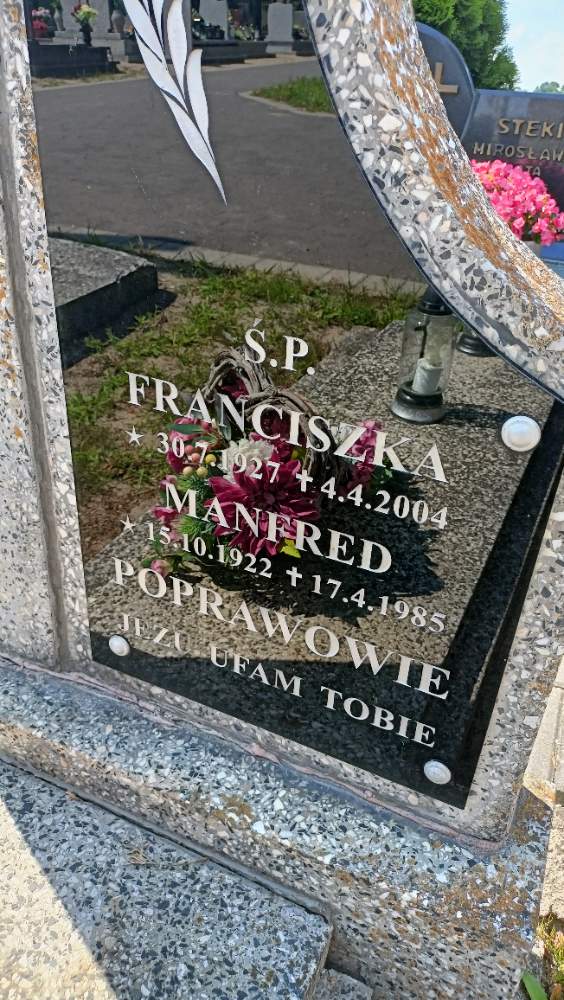 Ś.P.
FRANCISZKA
★ 30.7.1927 ✝ 4.4.2004
MANFRED
★ 15.10.1922 ✝ 17.4.1985
POPRAWOWIE
JEZU UFAM TOBIE
STEKI
MIROSŁAW